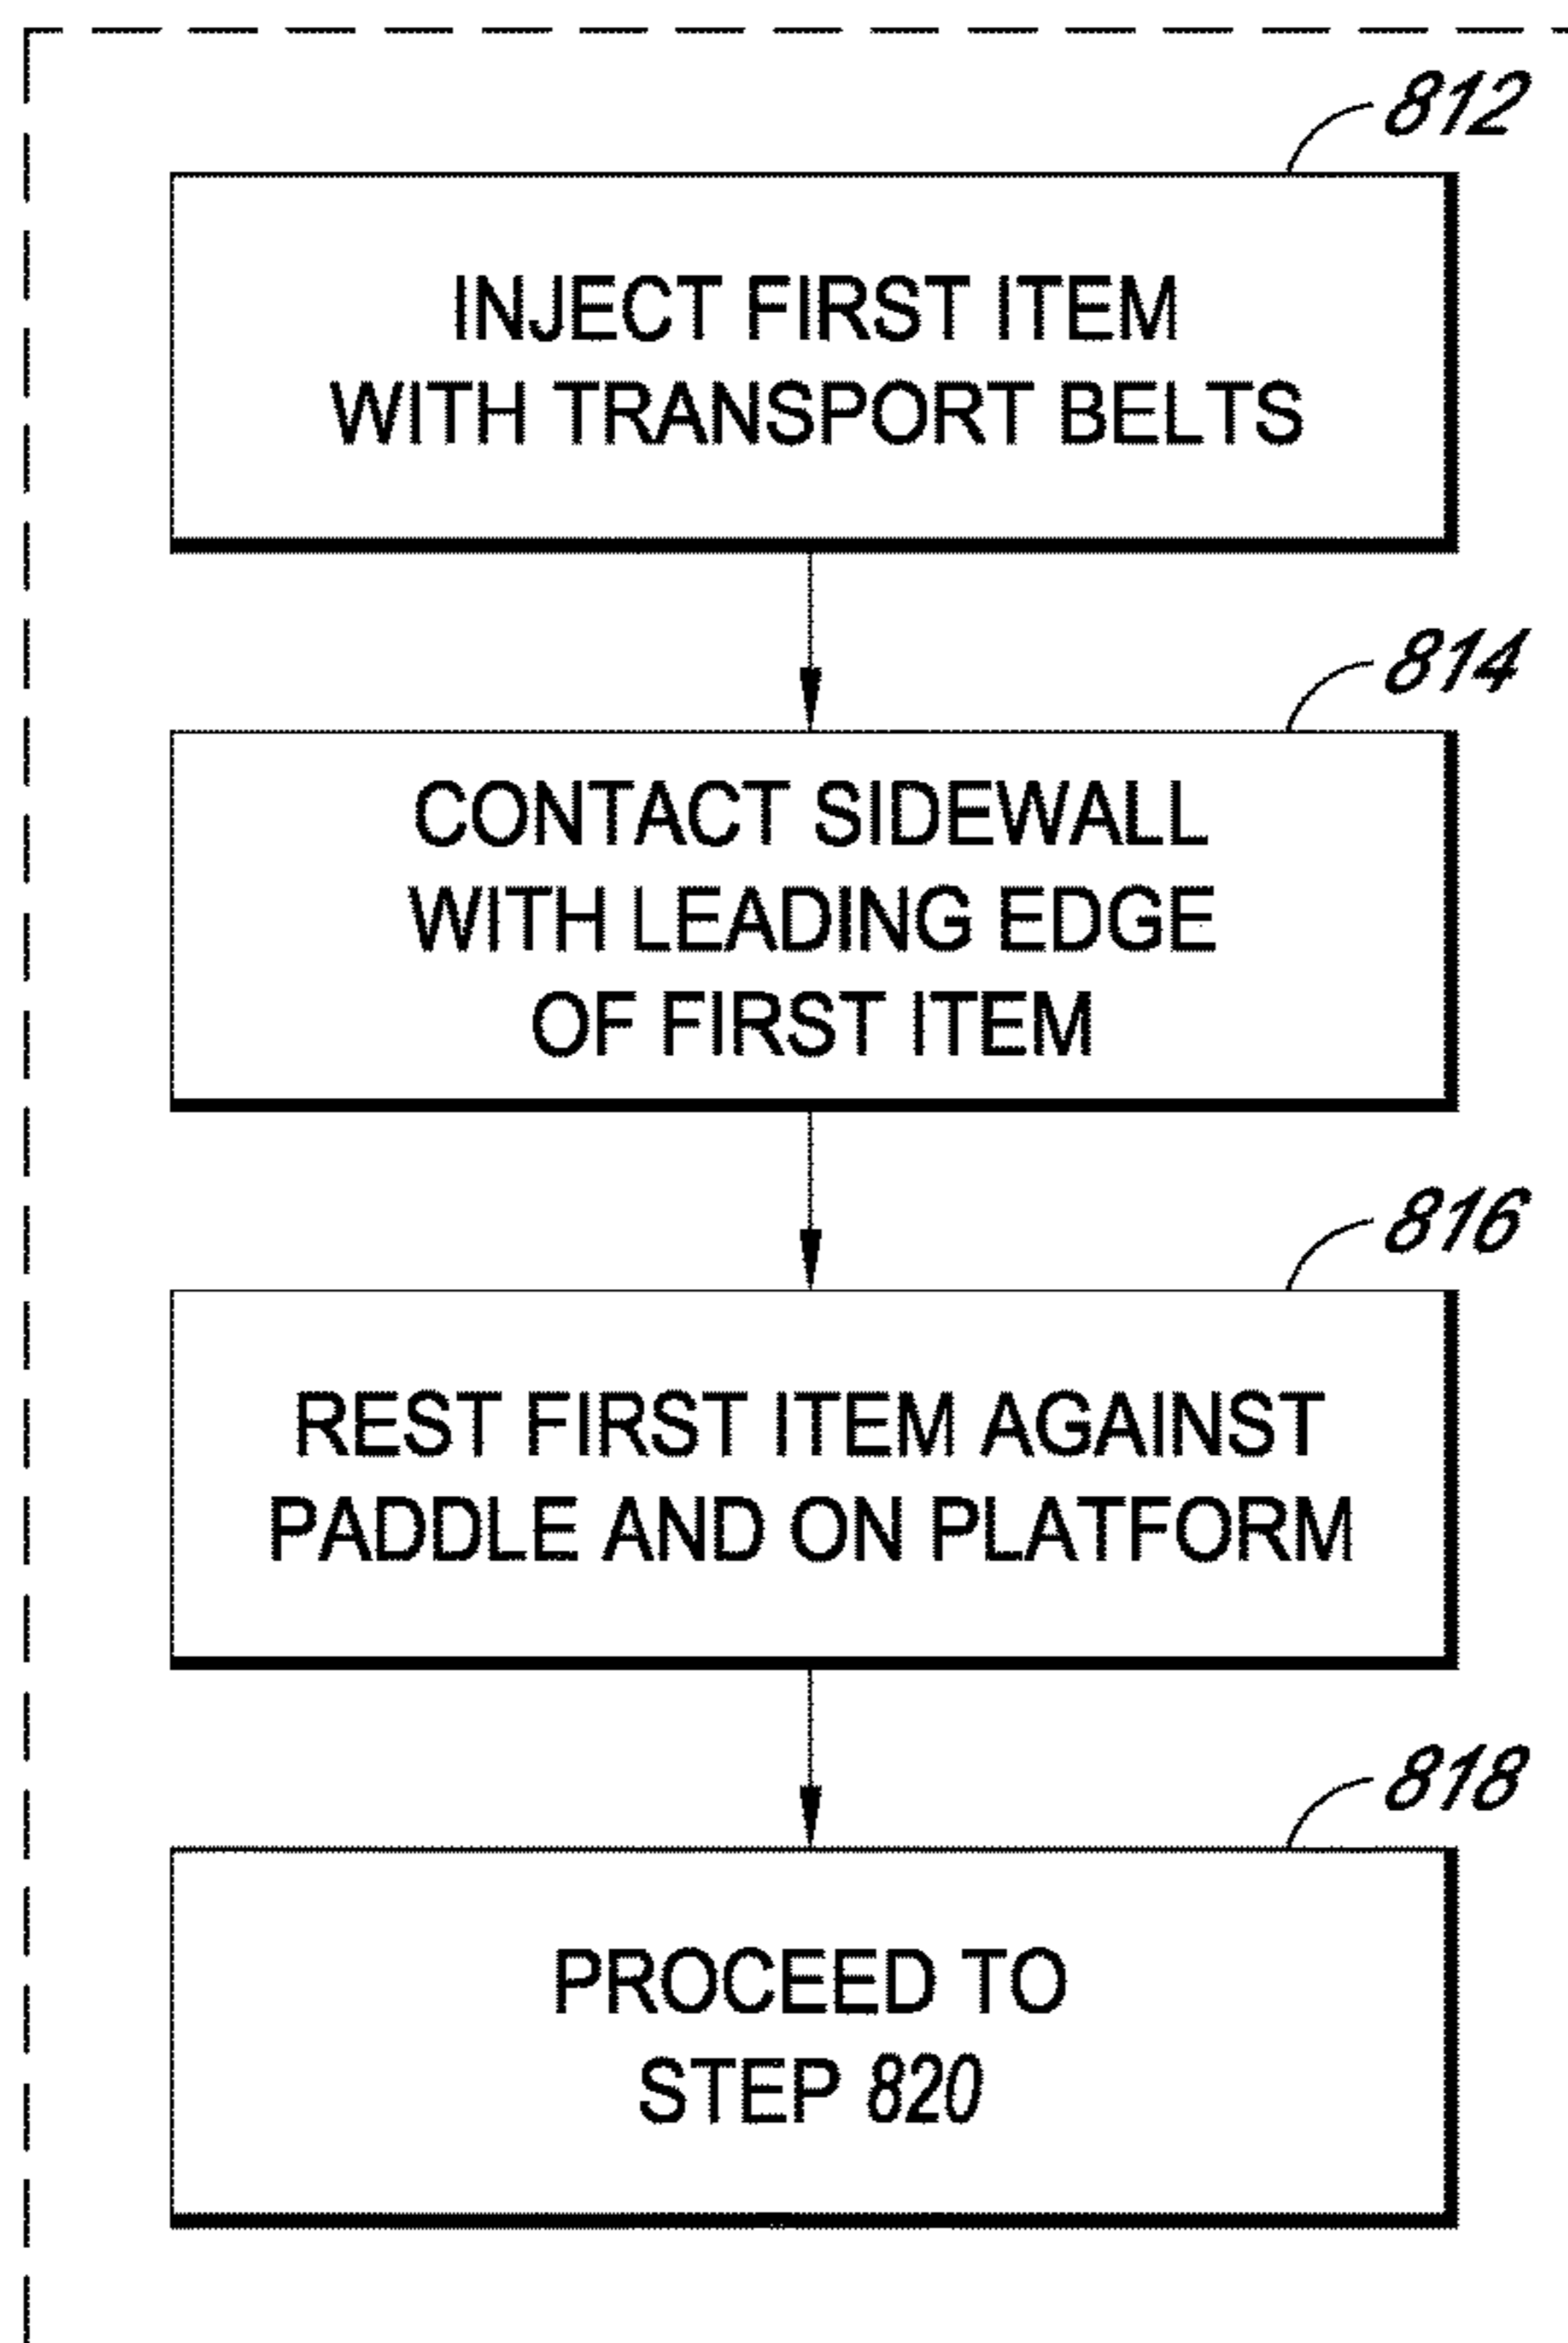 812
INJECT FIRST ITEM
WITH TRANSPORT BELTS
814
CONTACT SIDEWALL
WITH LEADING EDGE
OF FIRST ITEM
816
REST FIRST ITEM AGAINST
PADDLE AND ON PLATFORM
818
PROCEED TO
STEP 820